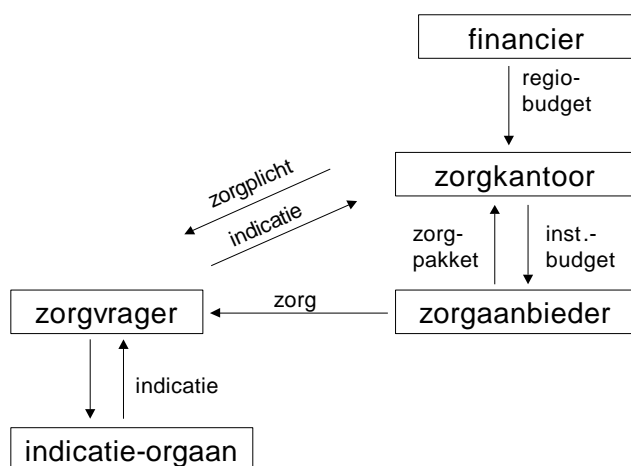 financier
regio-
budget
zorgplicht
zorgkantoor
indicatie
zorg-
pakket
inst.-
budget
zorgvrager
zorg
zorgaanbieder
indicatie
indicatie-orgaan